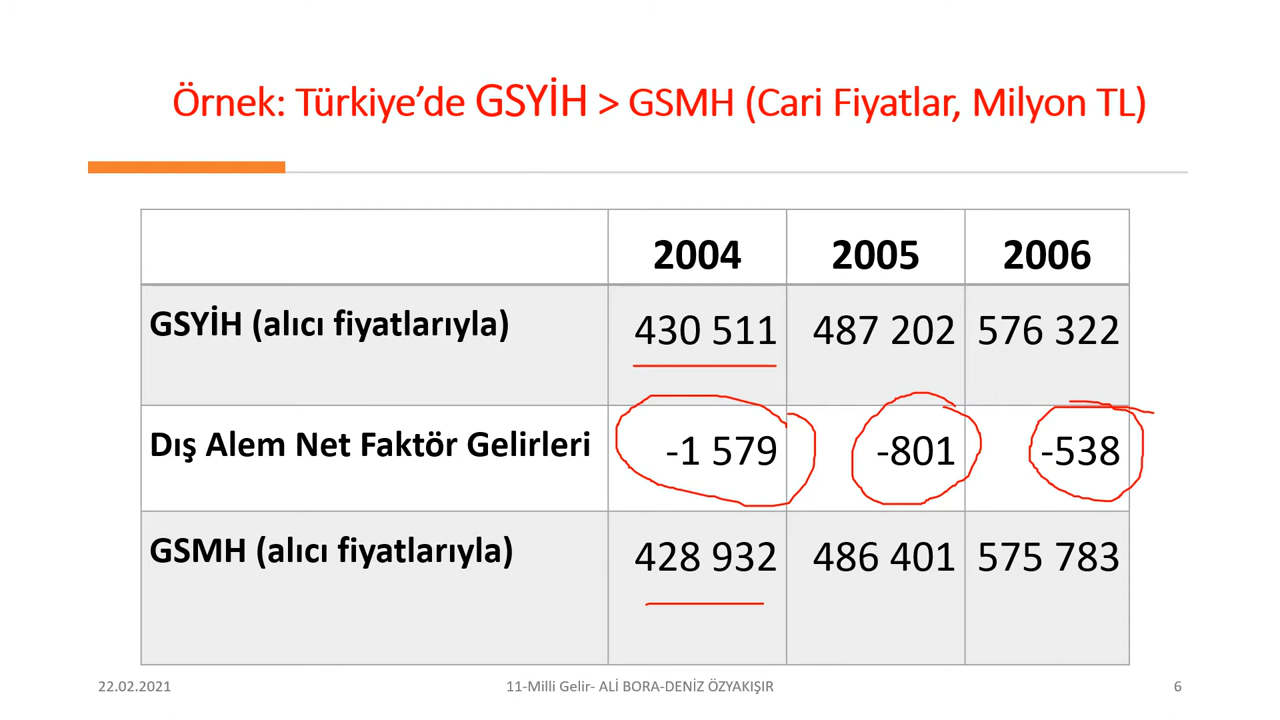 Örnek: Türkiye’de GSYİH > GSMH (Cari Fiyatlar, Milyon TL)
2004 2005 2006
GSYİH (alıcı fiyatlarıyla) 430 511 487 202 576 322
Dış Alem Net Faktör Gelirleri -1 579 -801 -538
GSMH (alıcı fiyatlarıyla) 428 932 486 401 575 783
22.02.2021 11-Milli Gelir- ALİ BORA-DENİZ ÖZYAKIŞIR 6